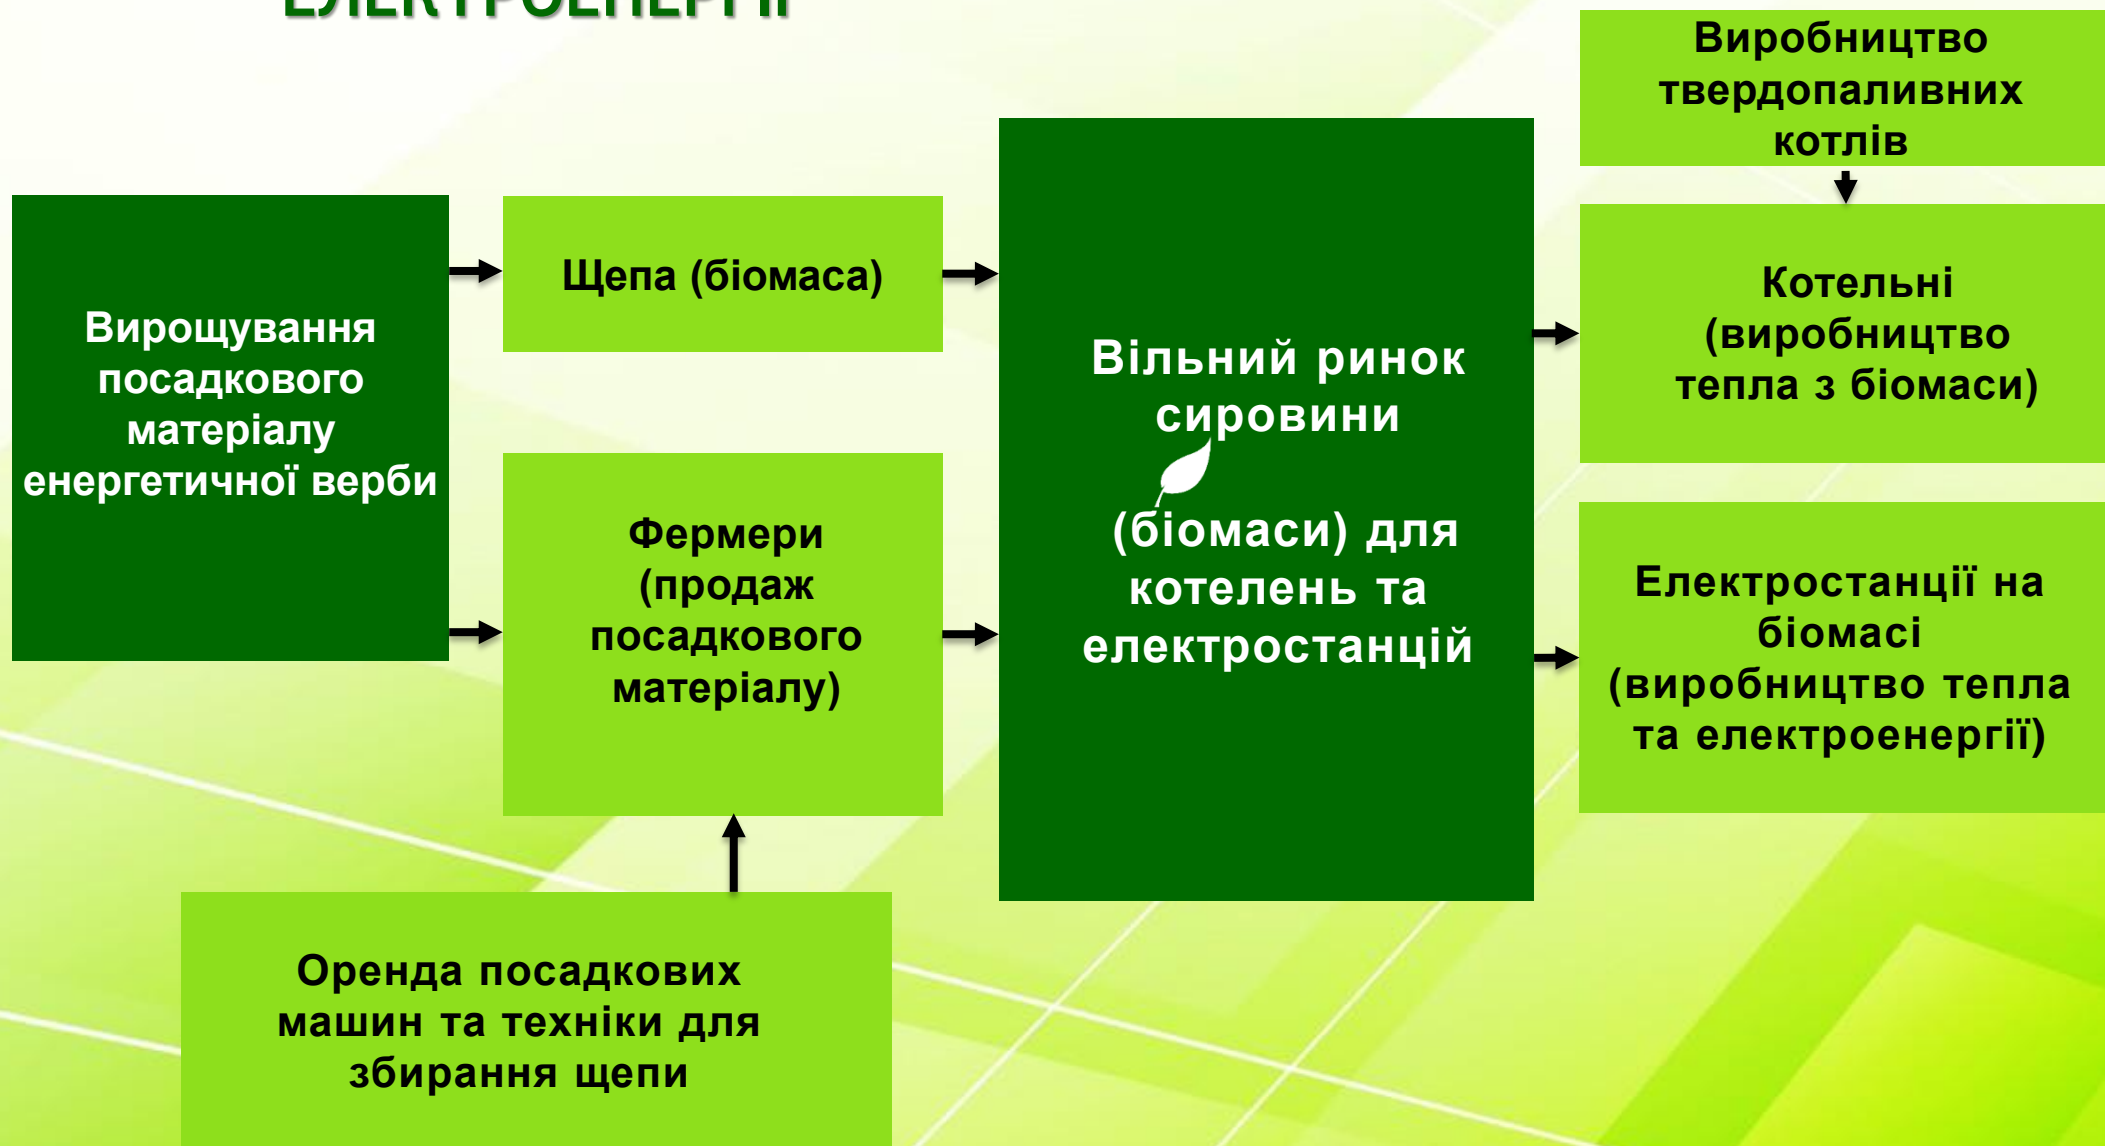 ЕЛЕКТРОЕНЕРГІЇ
Вирощування
посадкового
матеріалу
енергетичної верби
Щепа (біомаса)
Фермери
(продаж
посадкового
матеріалу)
Оренда посадкових
машин та техніки для
збирання щепи
Вільний ринок
сировини
(біомаси) для
котелень та
електростанцій
Виробництво
твердопаливних
котлів
Котельні
(виробництво
тепла з біомаси)
Електростанції на
біомасі
(виробництво тепла
та електроенергії)